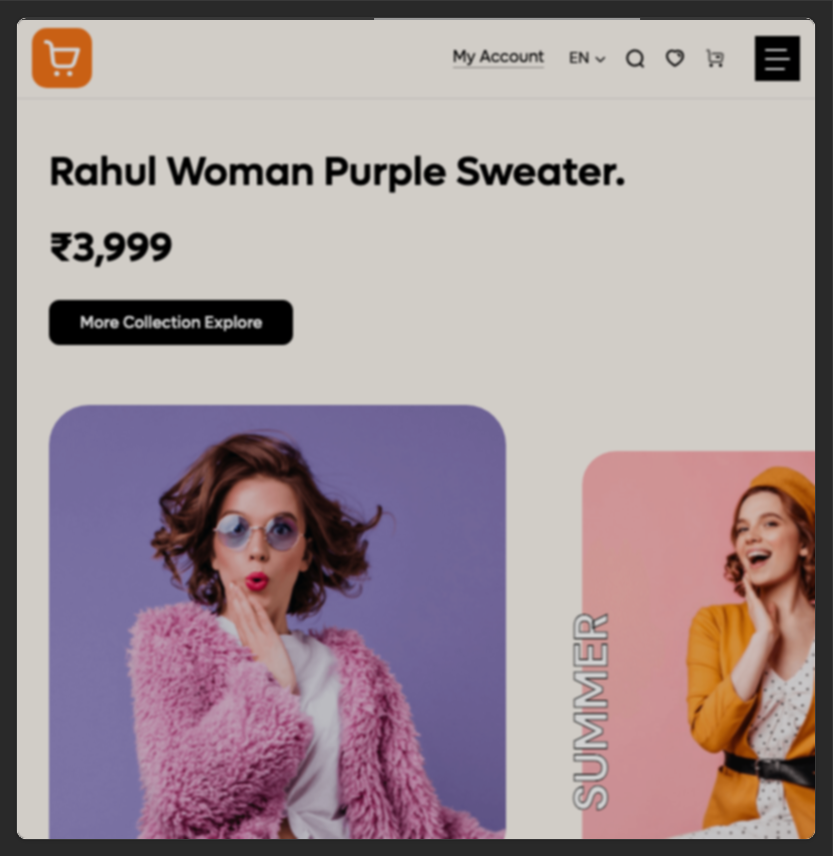 My Account EN
Rahul Woman Purple Sweater.
₹3,999
More Collection Explore
SUMMER